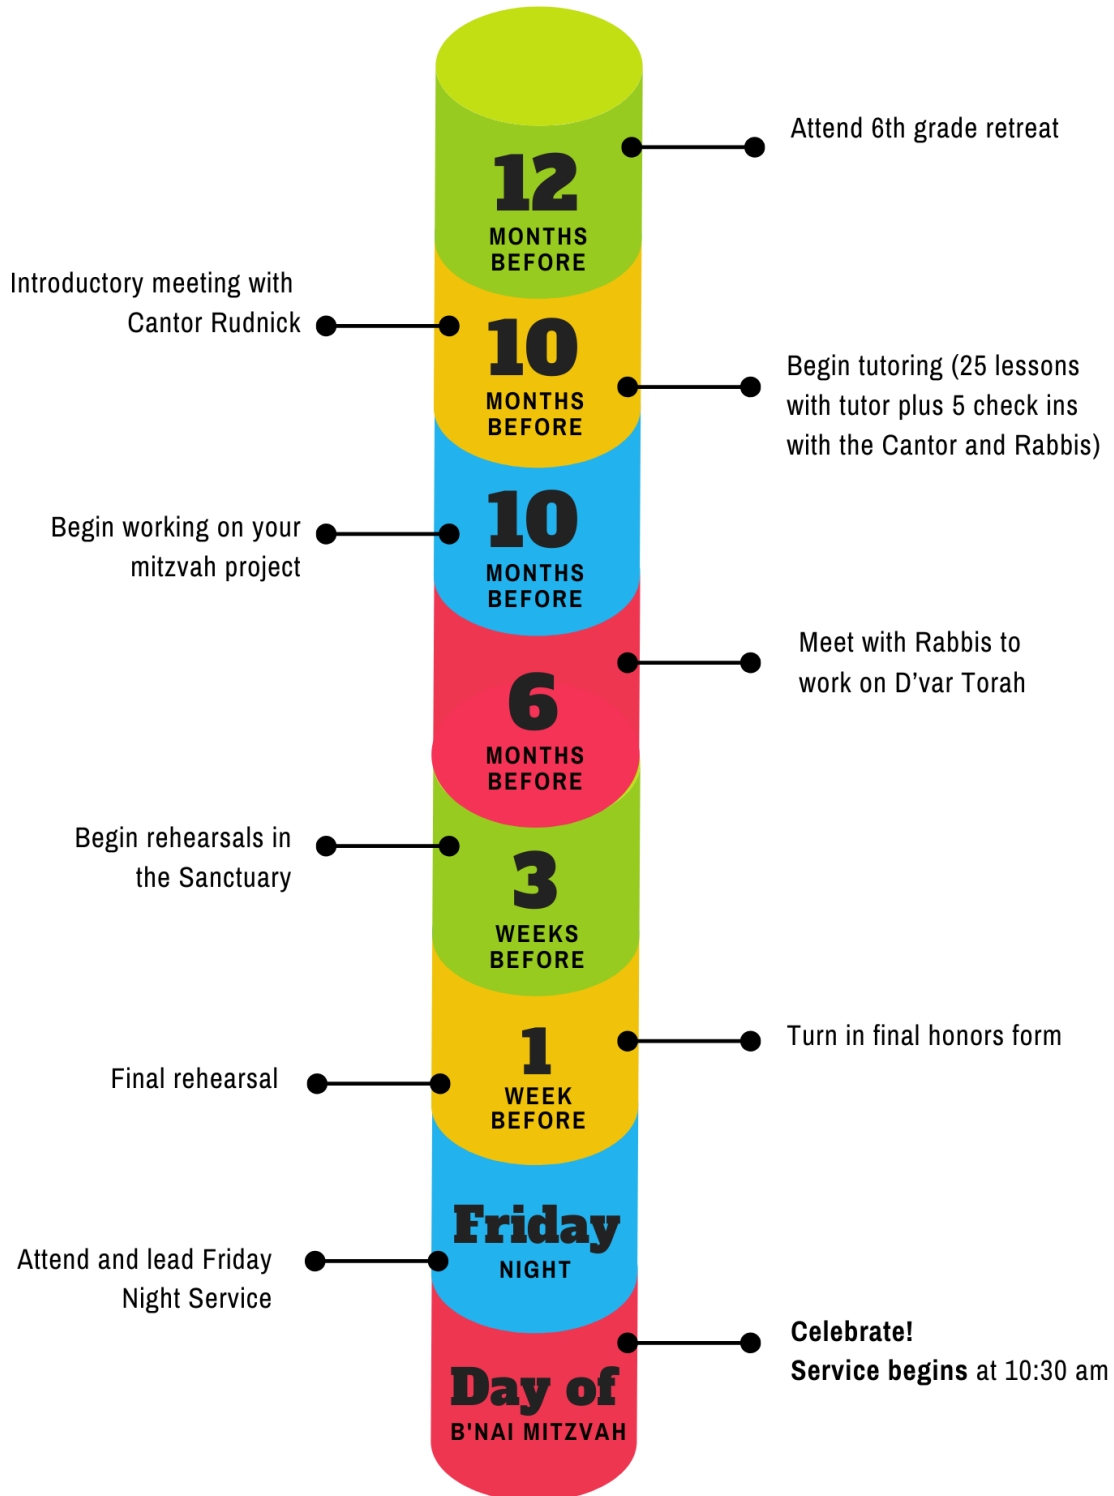 Attend 6th grade retreat
12
MONTHS
BEFORE
Introductory meeting with
Cantor Rudnick
10
MONTHS
BEFORE
Begin tutoring (25 lessons
with tutor plus 5 check ins
with the Cantor and Rabbis)
Begin working on your
mitzvah project
10
MONTHS
BEFORE
Meet with Rabbis to
work on D’var Torah
6
MONTHS
BEFORE
Begin rehearsals in
the Sanctuary
3
WEEKS
BEFORE
Turn in final honors form
1
WEEK
BEFORE
Final rehearsal
Friday
NIGHT
Attend and lead Friday
Night Service
Celebrate!
Service begins at 10:30 am
Day of
B'NAI MITZVAH